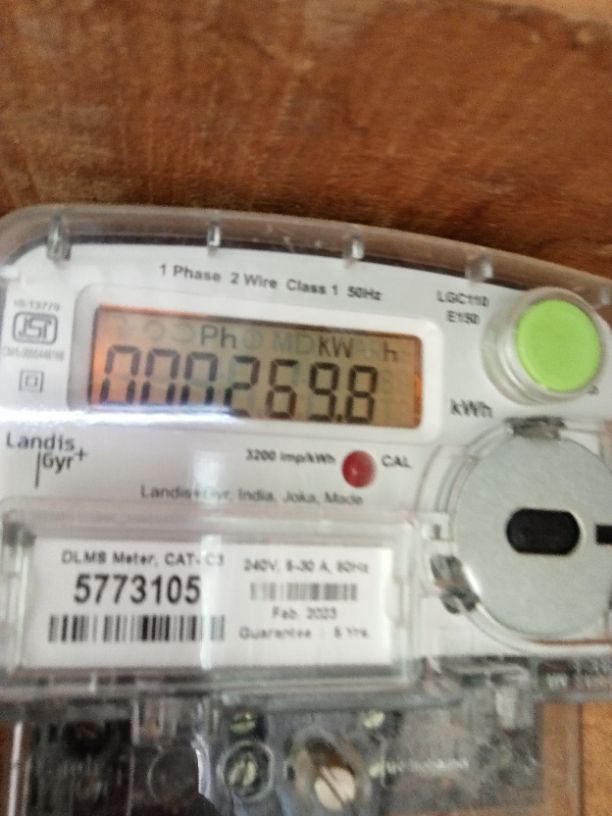 1 Phase 2 Wire Class 1 50Hz
LGC110
E150
IS:13779
ISI
Ph MD kW h
000269.8
kWh
Landis
Gyr+
3200 imp/kWh CAL
Landis+Gyr, India, Joka, Made
DLMS Meter, CAT- C3
5773105
240V, 5-30 A, 50Hz
Feb, 2023
Guarantee : 5 Yrs.